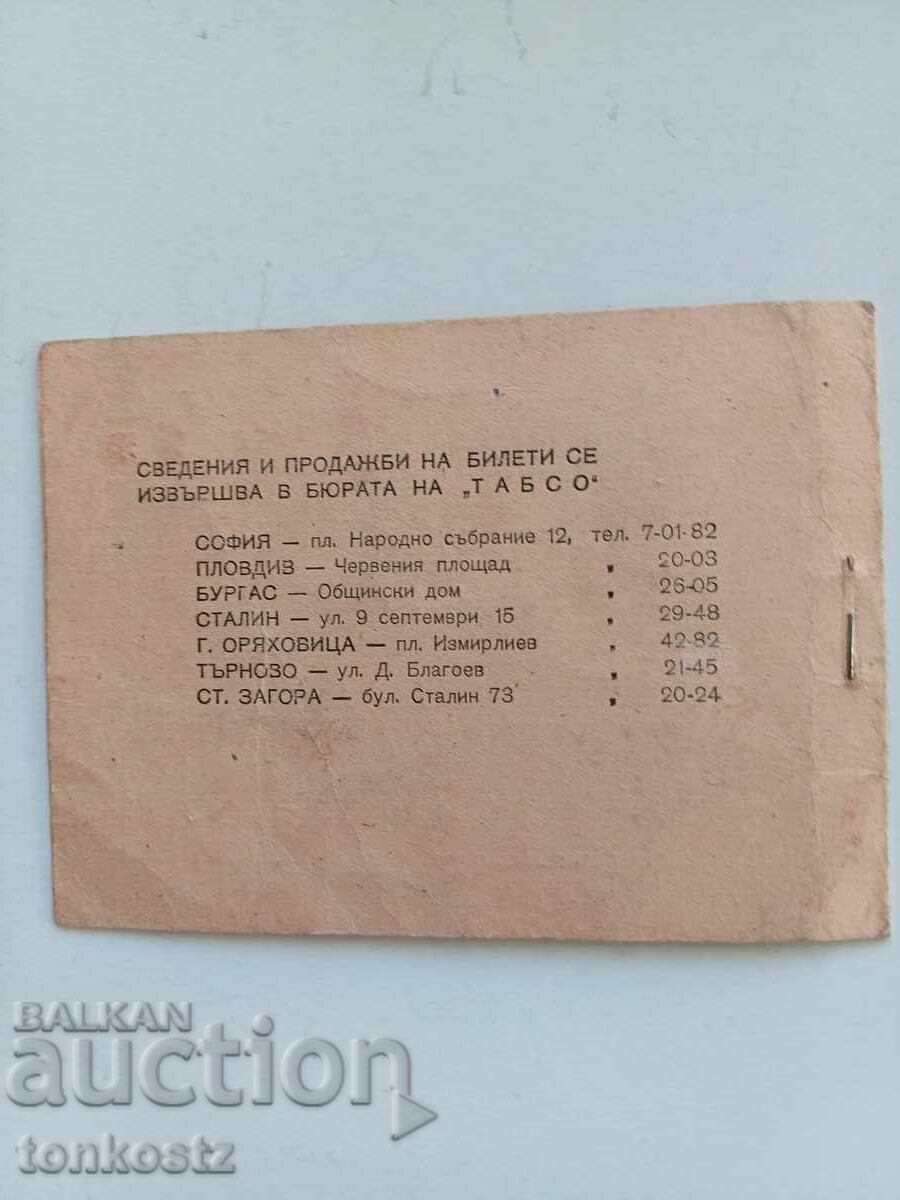 СВЕДЕНИЯ И ПРОДАЖБИ НА БИЛЕТИ СЕ
ИЗВЪРШВА В БЮРАТА НА „ТАБСО“
СОФИЯ — пл. Народно събрание 12, тел. 7-01-82
ПЛОВДИВ — Червения площад „ 20-03
БУРГАС — Общински дом „ 26-05
СТАЛИН — ул. 9 септември 15 „ 29-48
Г. ОРЯХОВИЦА — пл. Измирлиев „ 42-82
ТЪРНОЗО — ул. Д. Благоев „ 21-45
СТ. ЗАГОРА — бул. Сталин 73 „ 20-24
BALKAN
auction
tonkostz